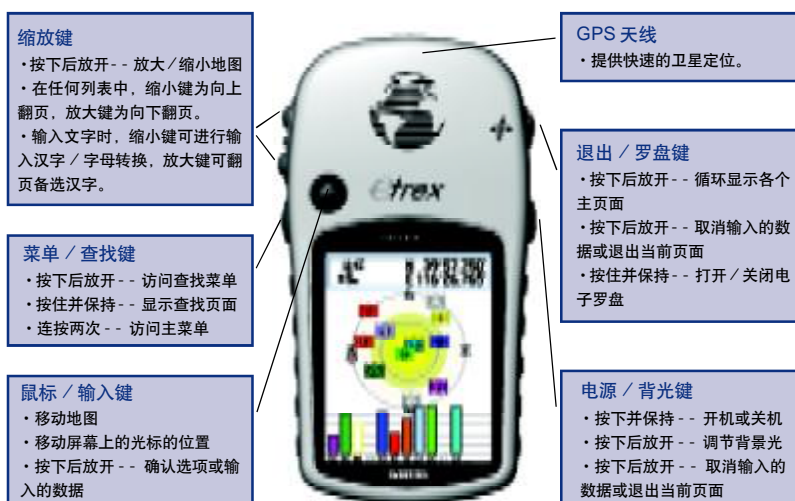 缩放键
·按下后放开--放大／缩小地图
·在任何列表中，缩小键为向上
翻页，放大键为向下翻页。
·输入文字时，缩小键可进行输
入汉字／字母转换，放大键可翻
页备选汉字。
菜单／查找键
·按下后放开--访问查找菜单
·按住并保持--显示查找页面
·连按两次--访问主菜单
鼠标／输入键
·移动地图
·移动屏幕上的光标的位置
·按下后放开--确认选项或输
入的数据
etrex
GPS 天线
·提供快速的卫星定位。
退出／罗盘键
·按下后放开--循环显示各个
主页面
·按下后放开--取消输入的数
据或退出当前页面
·按住并保持--打开／关闭电
子罗盘
电源／背光键
·按下并保持--开机或关机
·按下后放开--调节背景光
·按下后放开--取消输入的
数据或退出当前页面